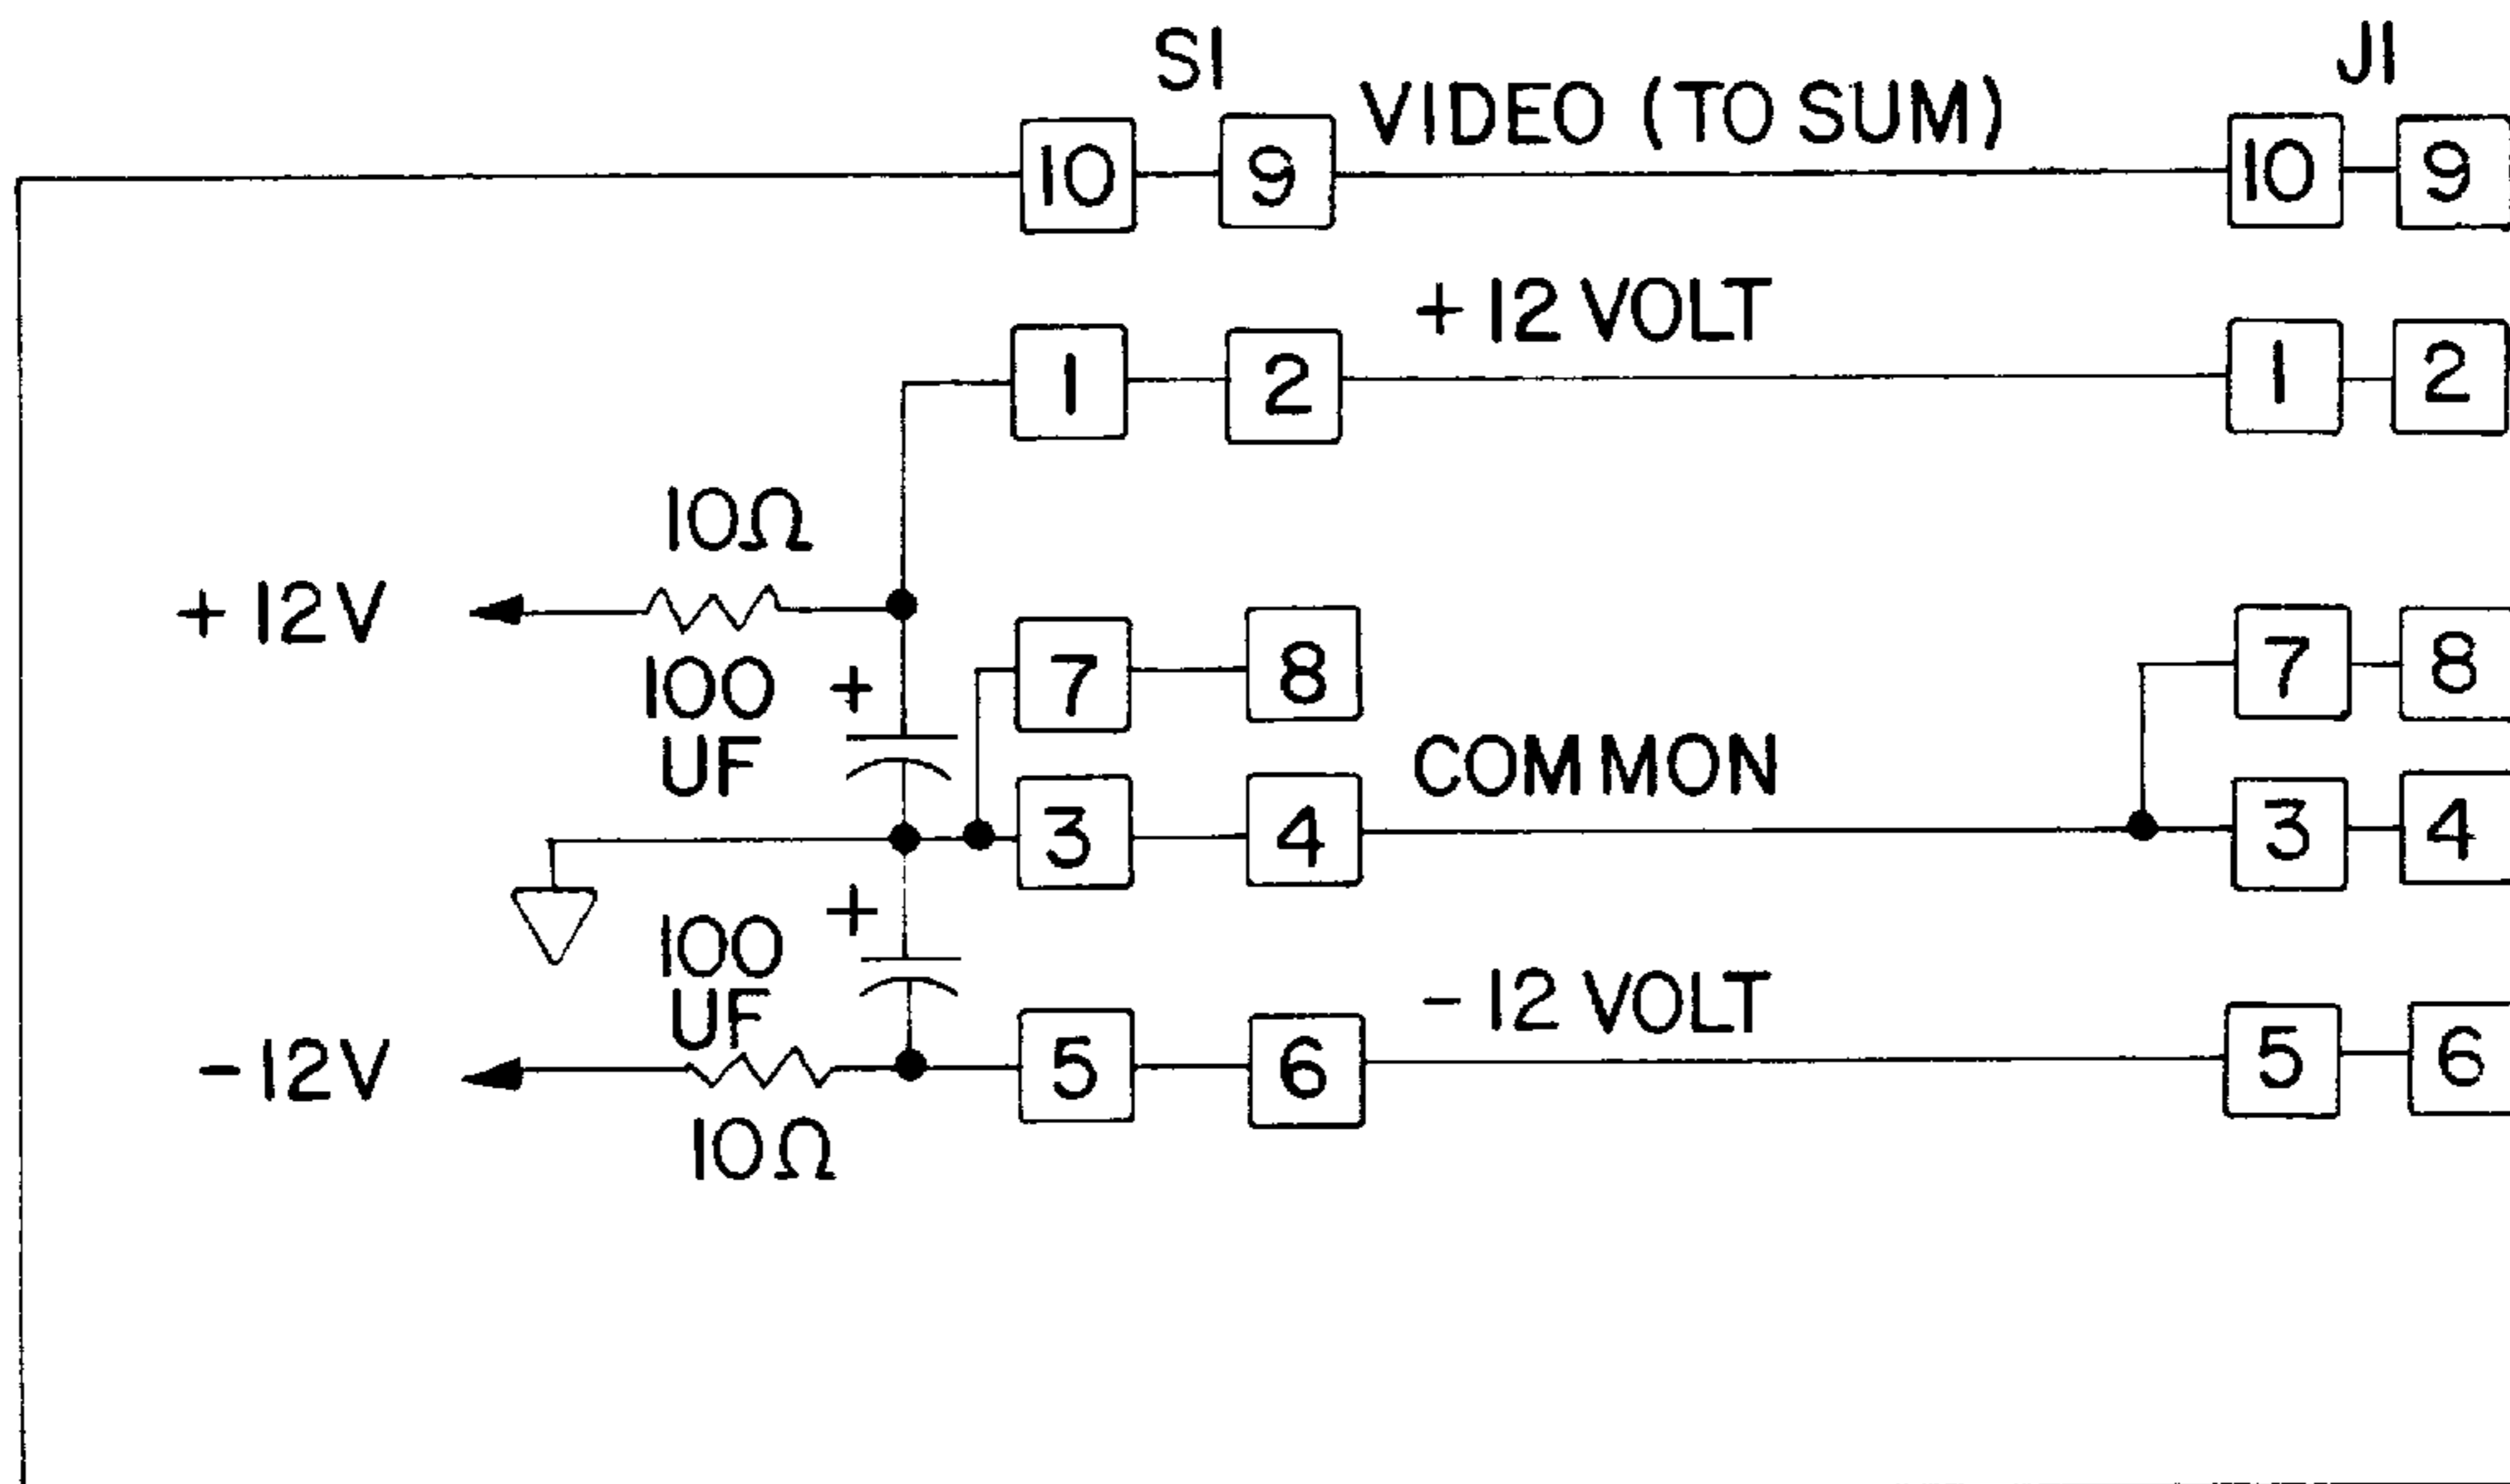 S1
J1
VIDEO (TO SUM)
10 9
10 9
+12 VOLT
1 2
1 2
10Ω
+12V
100
UF
+
7 8
7 8
COMMON
3 4
3 4
+
100
UF
-12 VOLT
-12V
5 6
5 6
10Ω